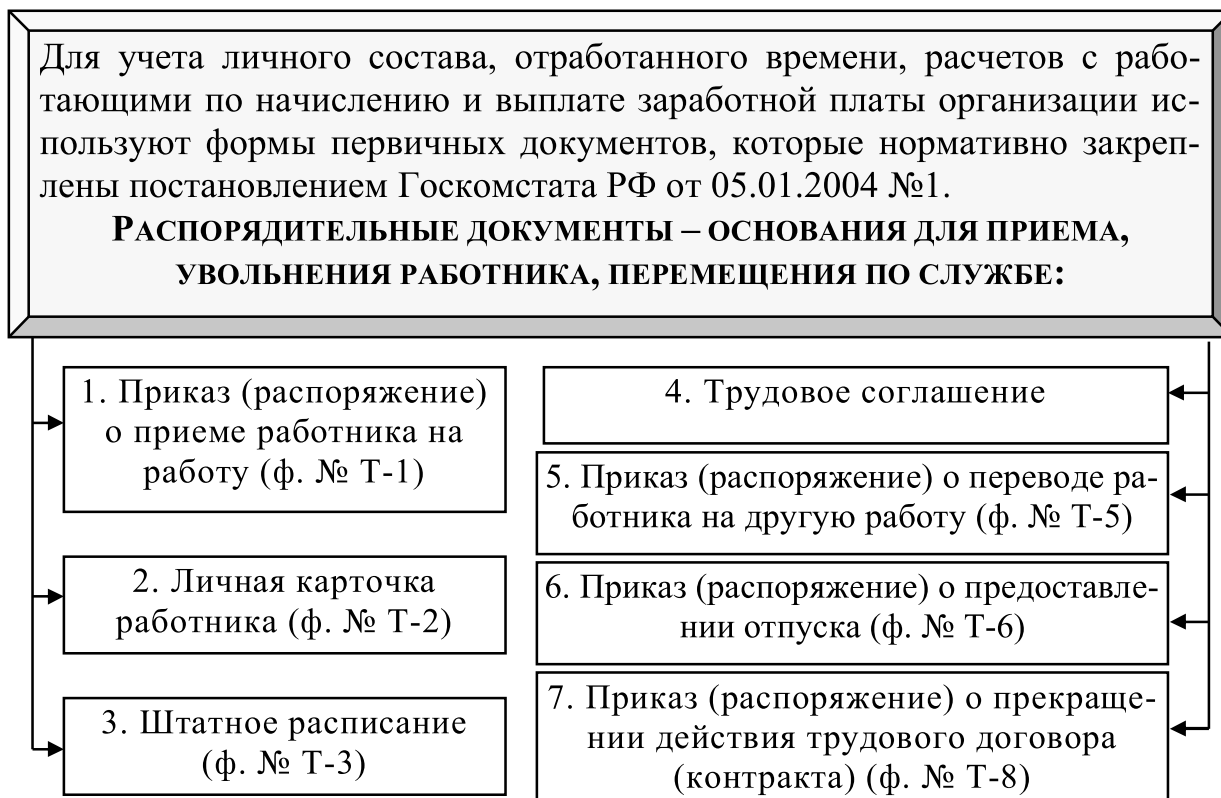 Для учета личного состава, отработанного времени, расчетов с рабо-
тающими по начислению и выплате заработной платы организации ис-
пользуют формы первичных документов, которые нормативно закреп-
лены постановлением Госкомстата РФ от 05.01.2004 №1.
РАСПОРЯДИТЕЛЬНЫЕ ДОКУМЕНТЫ – ОСНОВАНИЯ ДЛЯ ПРИЕМА,
УВОЛЬНЕНИЯ РАБОТНИКА, ПЕРЕМЕЩЕНИЯ ПО СЛУЖБЕ:
1. Приказ (распоряжение)
о приеме работника на
работу (ф. № Т-1)
2. Личная карточка
работника (ф. № Т-2)
3. Штатное расписание
(ф. № Т-3)
4. Трудовое соглашение
5. Приказ (распоряжение) о переводе ра-
ботника на другую работу (ф. № Т-5)
6. Приказ (распоряжение) о предоставле-
нии отпуска (ф. № Т-6)
7. Приказ (распоряжение) о прекраще-
нии действия трудового договора
(контракта) (ф. № Т-8)